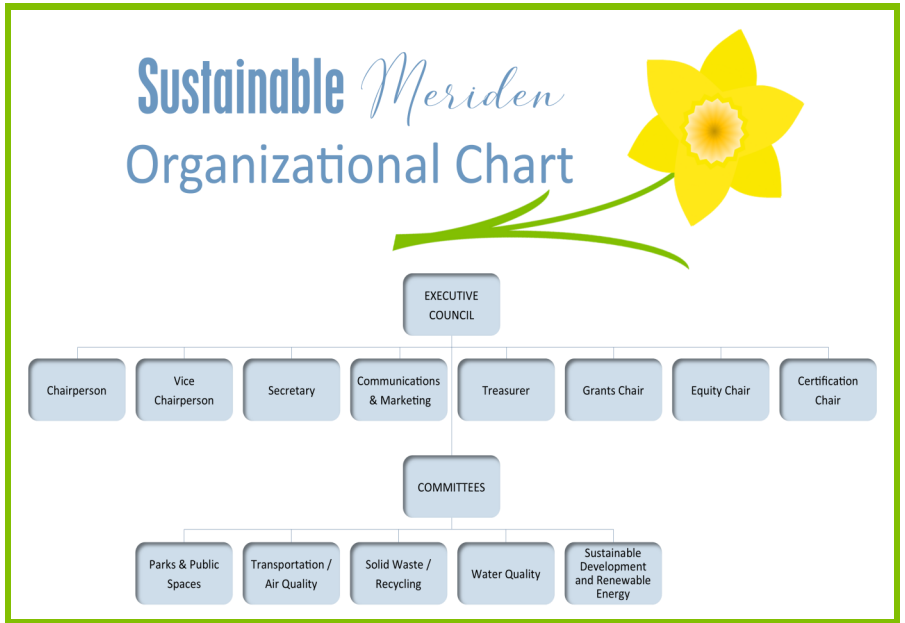 Sustainable Meriden
Organizational Chart
EXECUTIVE
COUNCIL
Chairperson
Vice
Chairperson
Secretary
Communications
& Marketing
Treasurer
Grants Chair
Equity Chair
Certification
Chair
COMMITTEES
Parks & Public
Spaces
Transportation /
Air Quality
Solid Waste /
Recycling
Water Quality
Sustainable
Development
and Renewable
Energy